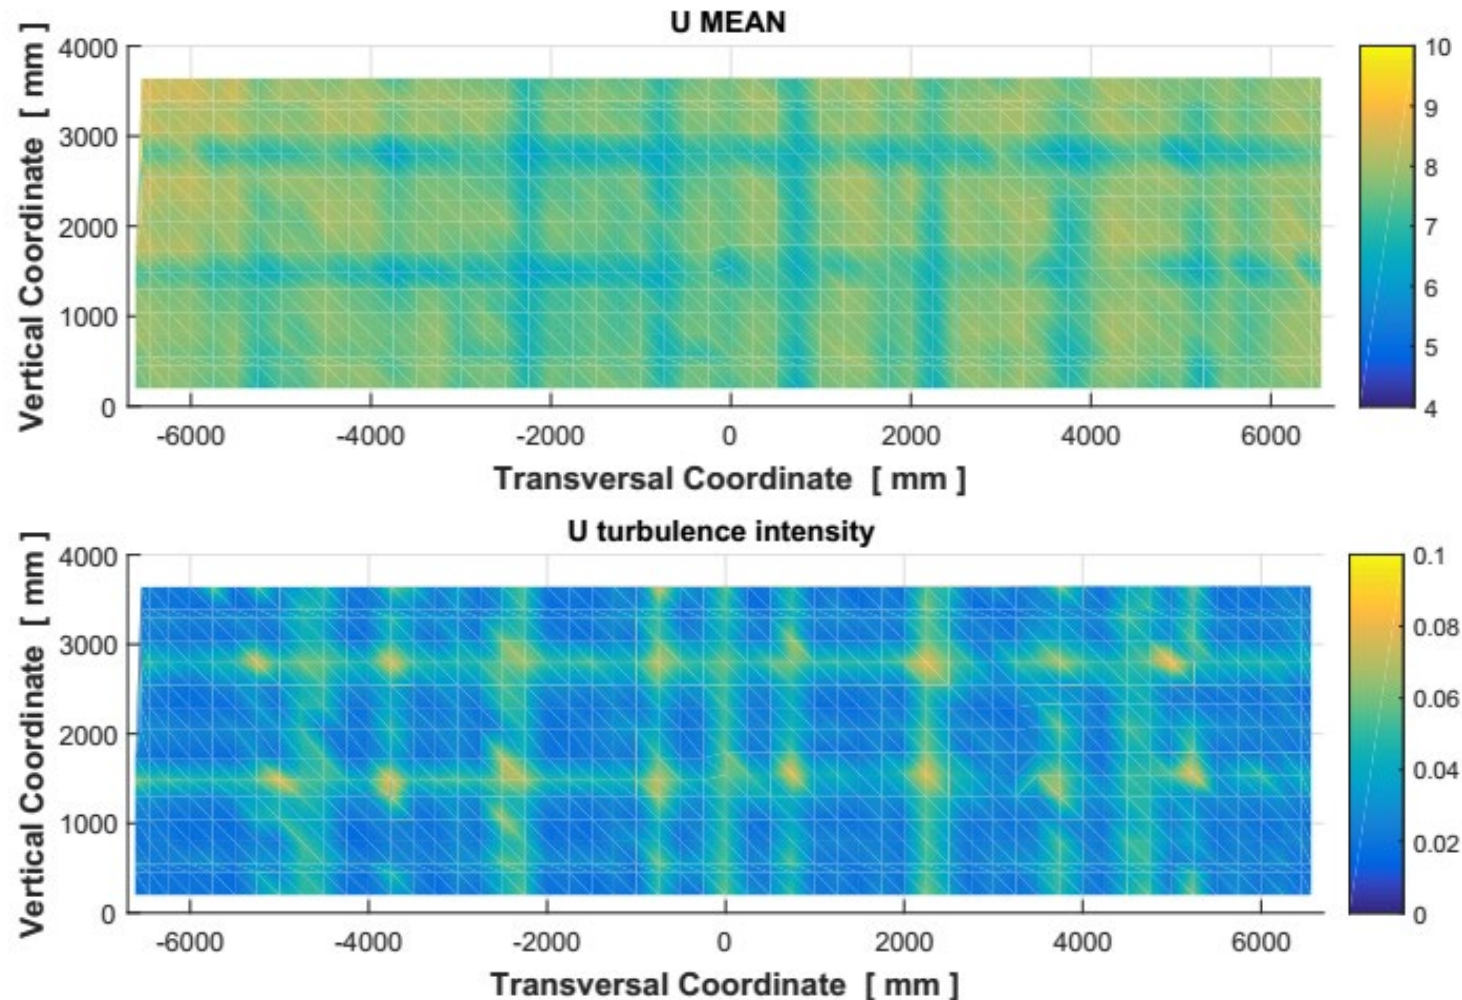 U MEAN
Vertical Coordinate [ mm ]
4000
3000
2000
1000
0
-6000 -4000 -2000 0 2000 4000 6000
Transversal Coordinate [ mm ]
10
9
8
7
6
5
4
U turbulence intensity
Vertical Coordinate [ mm ]
4000
3000
2000
1000
0
-6000 -4000 -2000 0 2000 4000 6000
Transversal Coordinate [ mm ]
0.1
0.08
0.06
0.04
0.02
0